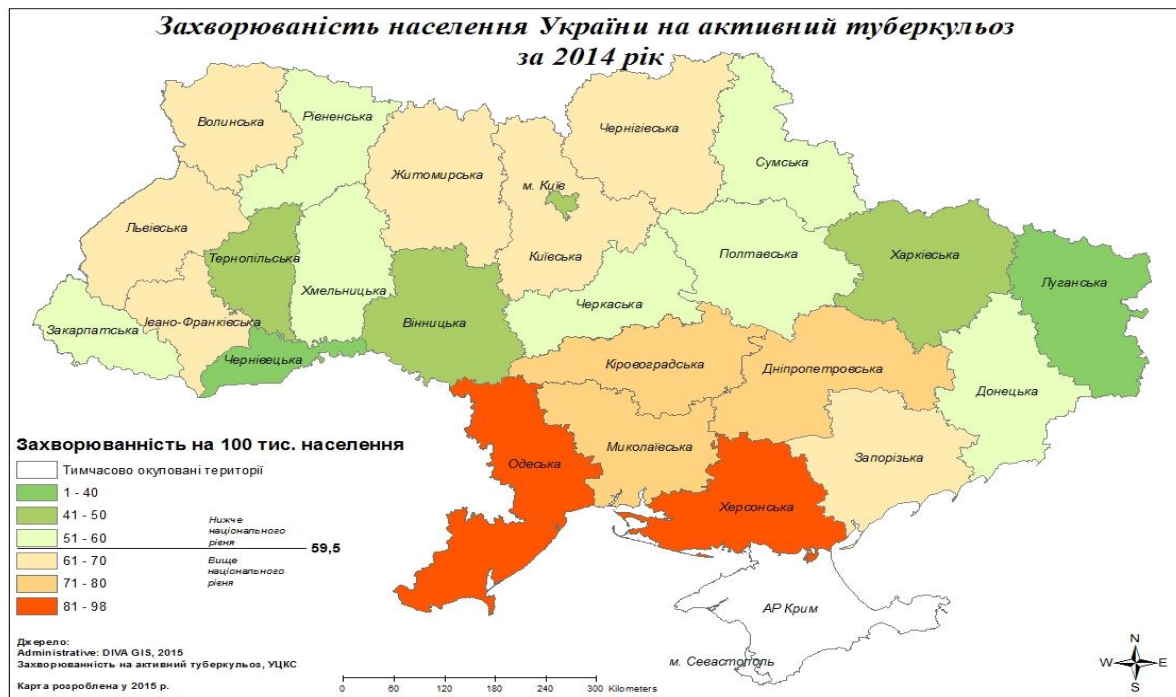 Захворюваність населення України на активний туберкульоз
за 2014 рік
Волинська
Рівненська
Житомирська
м. Київ
Чернігівська
Сумська
Львівська
Тернопільська
Хмельницька
Київська
Полтавська
Харківська
Луганська
Закарпатська
Івано-Франківська
Чернівецька
Вінницька
Черкаська
Кіровоградська
Дніпропетровська
Донецька
Одеська
Миколаївська
Запорізька
Херсонська
АР Крим
м. Севастополь
Захворюванність на 100 тис. населення
Тимчасово окуповані території
1 - 40
41 - 50
51 - 60
Нижче
національного
рівня
59,5
Вище
національного
рівня
61 - 70
71 - 80
81 - 98
Джерело:
Administrative: DIVA GIS, 2015
Захворюванність на активний туберкульоз, УЦКС
Карта розроблена у 2015 р.
0 60 120 180 240 300 Kilometers
N
W E
S